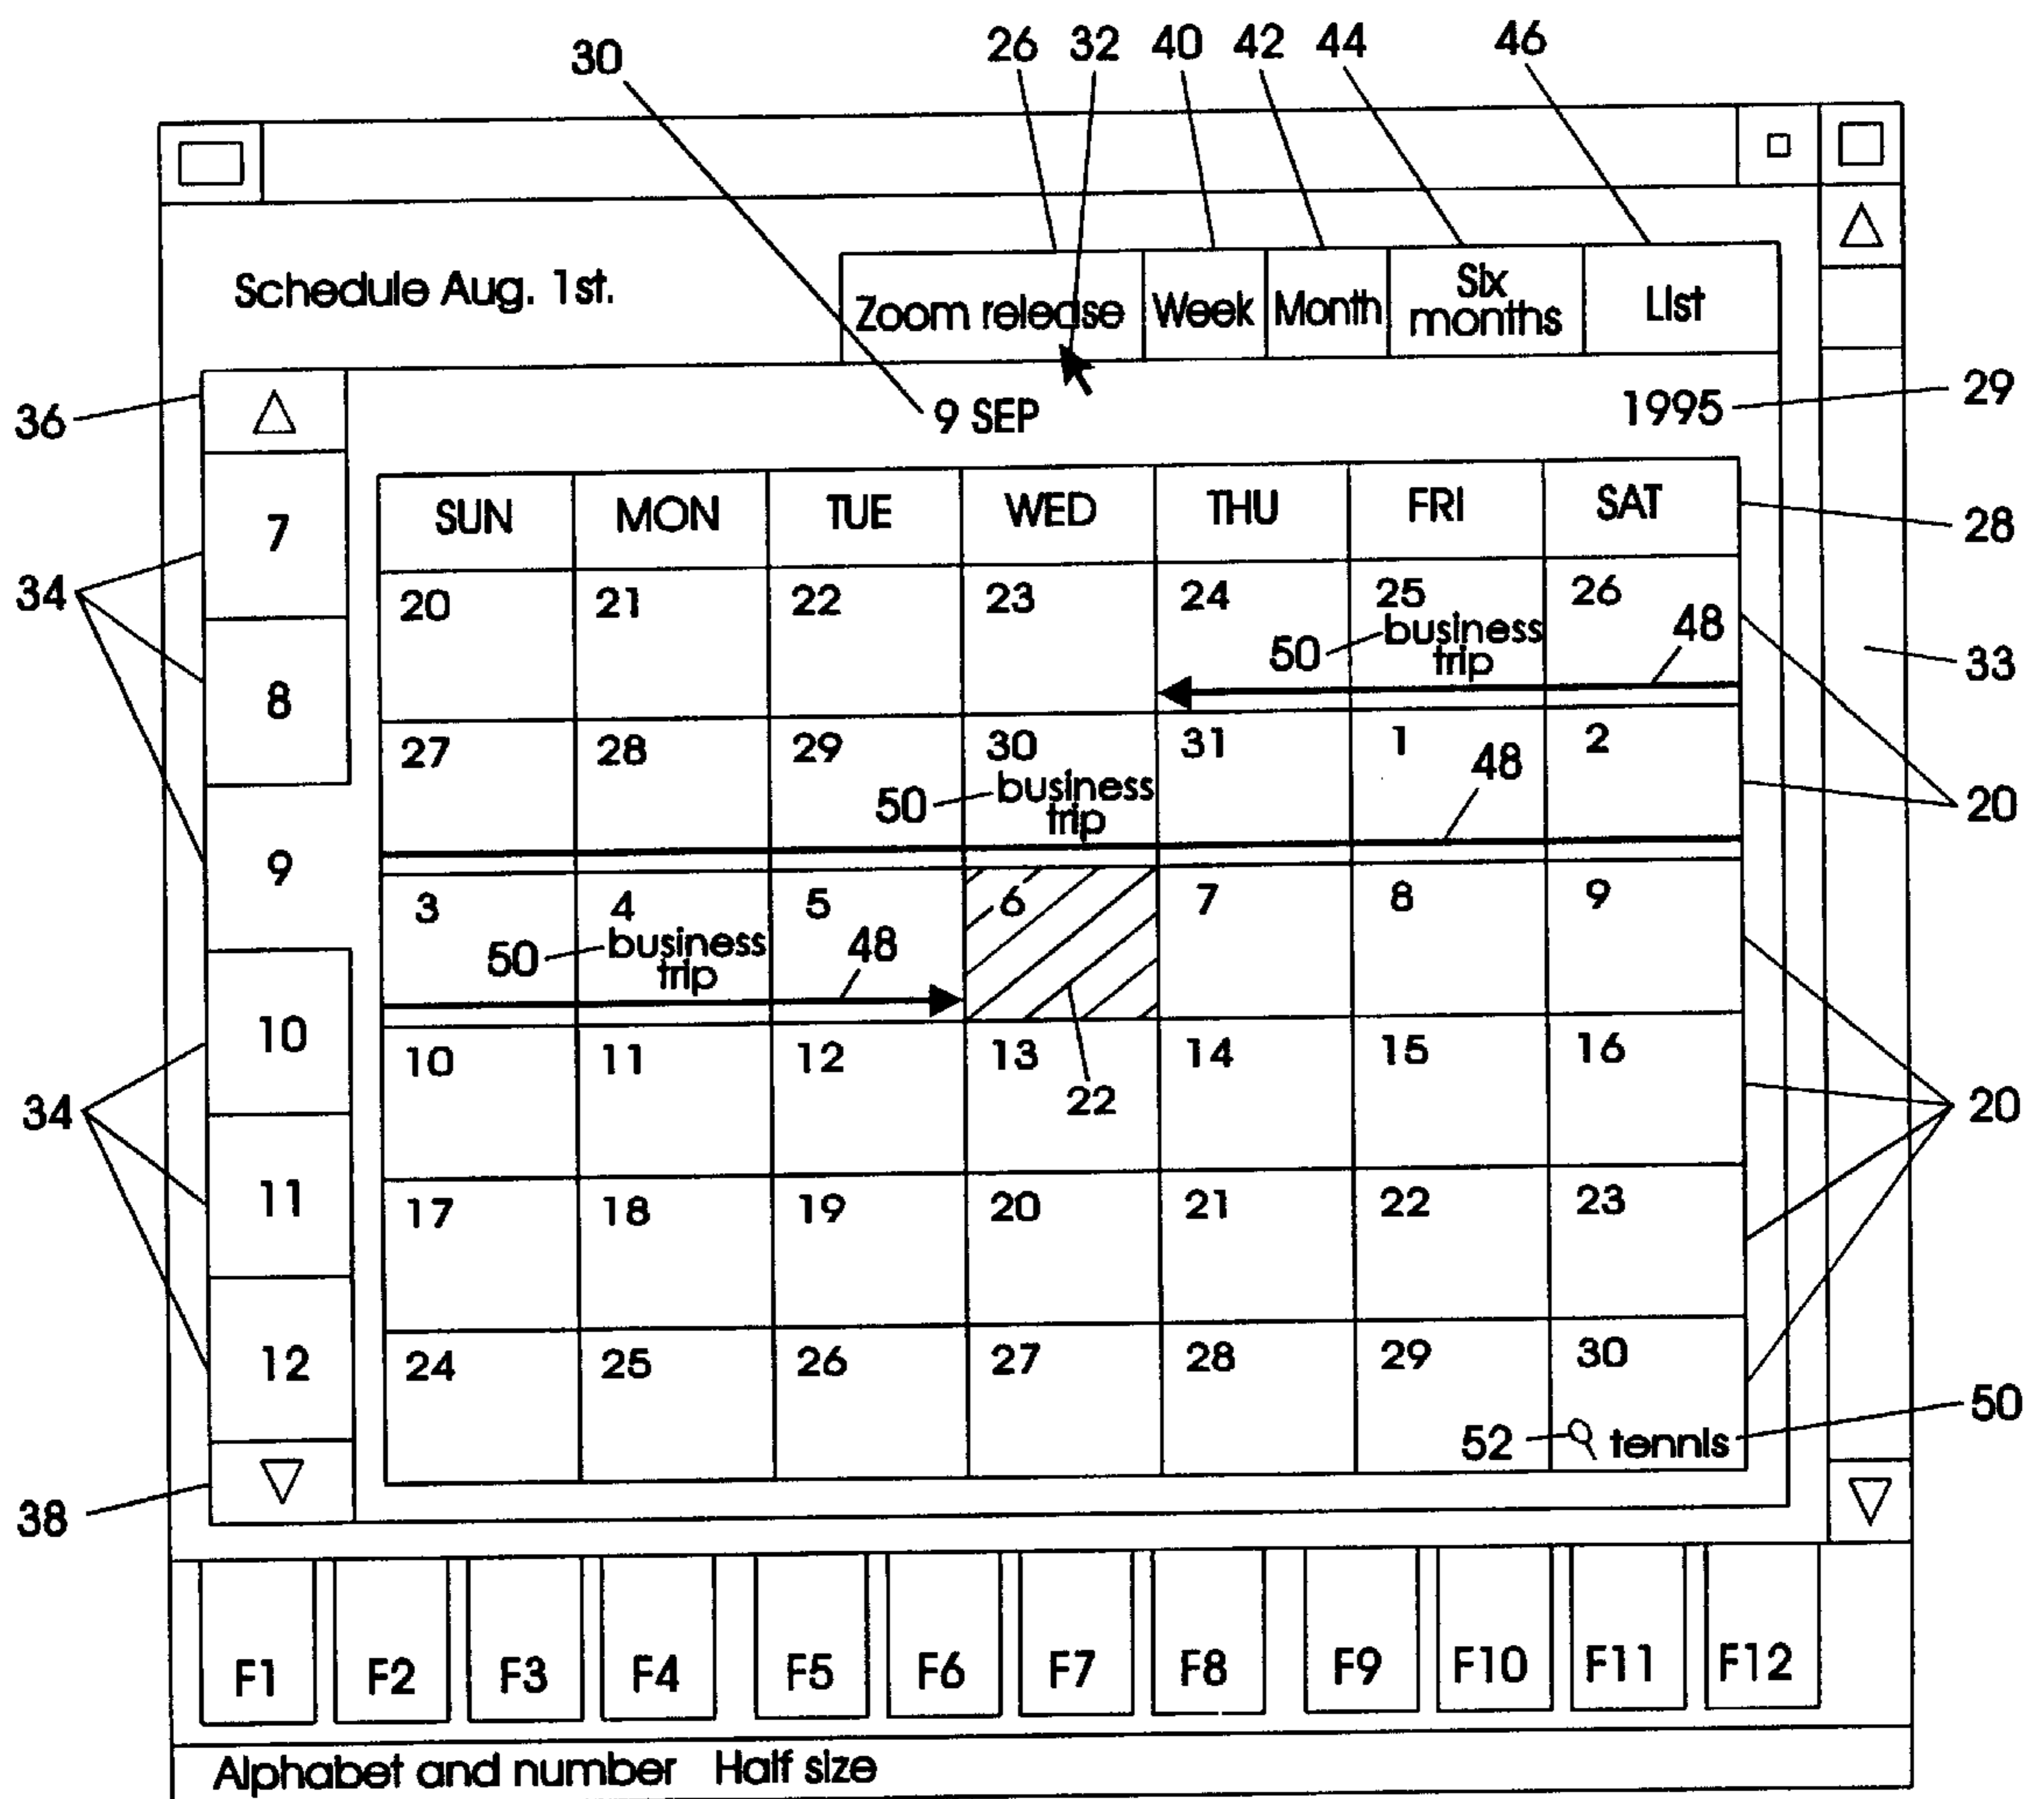 30 26 32 40 42 44 46
Schedule Aug. 1st.
Zoom release Week Month Six months List
36 9 SEP 1995 29
SUN MON TUE WED THU FRI SAT 28
7
34
20 21 22 23 24 25 26
50 business trip 48
33
8
27 28 29 30 31 1 2
50 business trip 48
20
9
3 4 5 6 7 8 9
50 business trip 48
10
10 11 12 13 14 15 16
22
34 20
11
17 18 19 20 21 22 23
12
24 25 26 27 28 29 30
52 tennis 50
38
F1 F2 F3 F4 F5 F6 F7 F8 F9 F10 F11 F12
Alphabet and number Half size